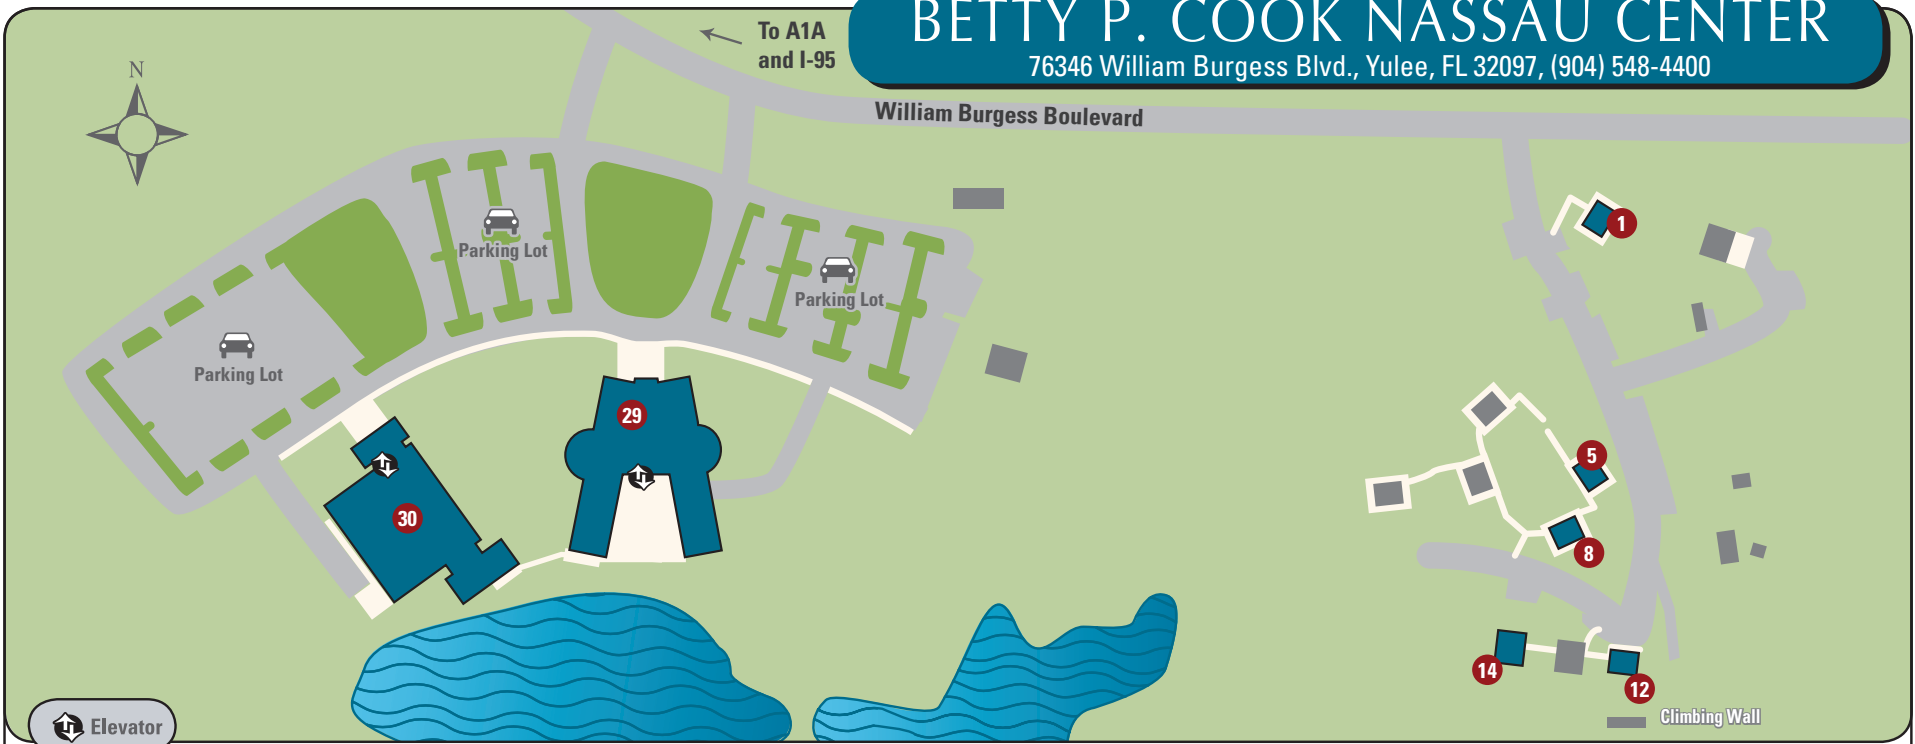 BETTY P. COOK NASSAU CENTER
76346 William Burgess Blvd., Yulee, FL 32097, (904) 548-4400
To A1A
and I-95
William Burgess Boulevard
N
Parking Lot
Parking Lot
Parking Lot
1
29
30
5
8
14
12
Climbing Wall
Elevator